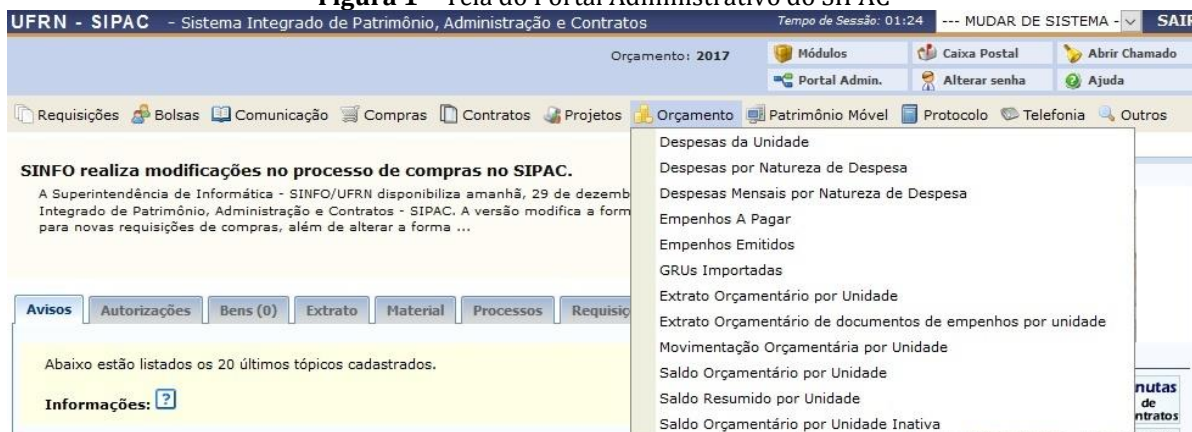 Figura 1 – Tela do Portal Administrativo do SIPAC
UFRN - SIPAC - Sistema Integrado de Patrimônio, Administração e Contratos Tempo de Sessão: 01:24 --- MUDAR DE SISTEMA - SAIR
Orçamento: 2017 Módulos Caixa Postal Abrir Chamado
Portal Admin. Alterar senha Ajuda
Requisições Bolsas Comunicação Compras Contratos Projetos Orçamento Patrimônio Móvel Protocolo Telefonia Outros
Despesas da Unidade
Despesas por Natureza de Despesa
Despesas Mensais por Natureza de Despesa
Empenhos A Pagar
Empenhos Emitidos
GRUs Importadas
Extrato Orçamentário por Unidade
Extrato Orçamentário de documentos de empenhos por unidade
Movimentação Orçamentária por Unidade
Saldo Orçamentário por Unidade
Saldo Resumido por Unidade
Saldo Orçamentário por Unidade Inativa
SINFO realiza modificações no processo de compras no SIPAC.
A Superintendência de Informática - SINFO/UFRN disponibiliza amanhã, 29 de dezemb
Integrado de Patrimônio, Administração e Contratos - SIPAC. A versão modifica a form
para novas requisições de compras, além de alterar a forma ...
Avisos Autorizações Bens (0) Extrato Material Processos Requisiç
Abaixo estão listados os 20 últimos tópicos cadastrados.
Informações: ?
nutas
de
ntratos